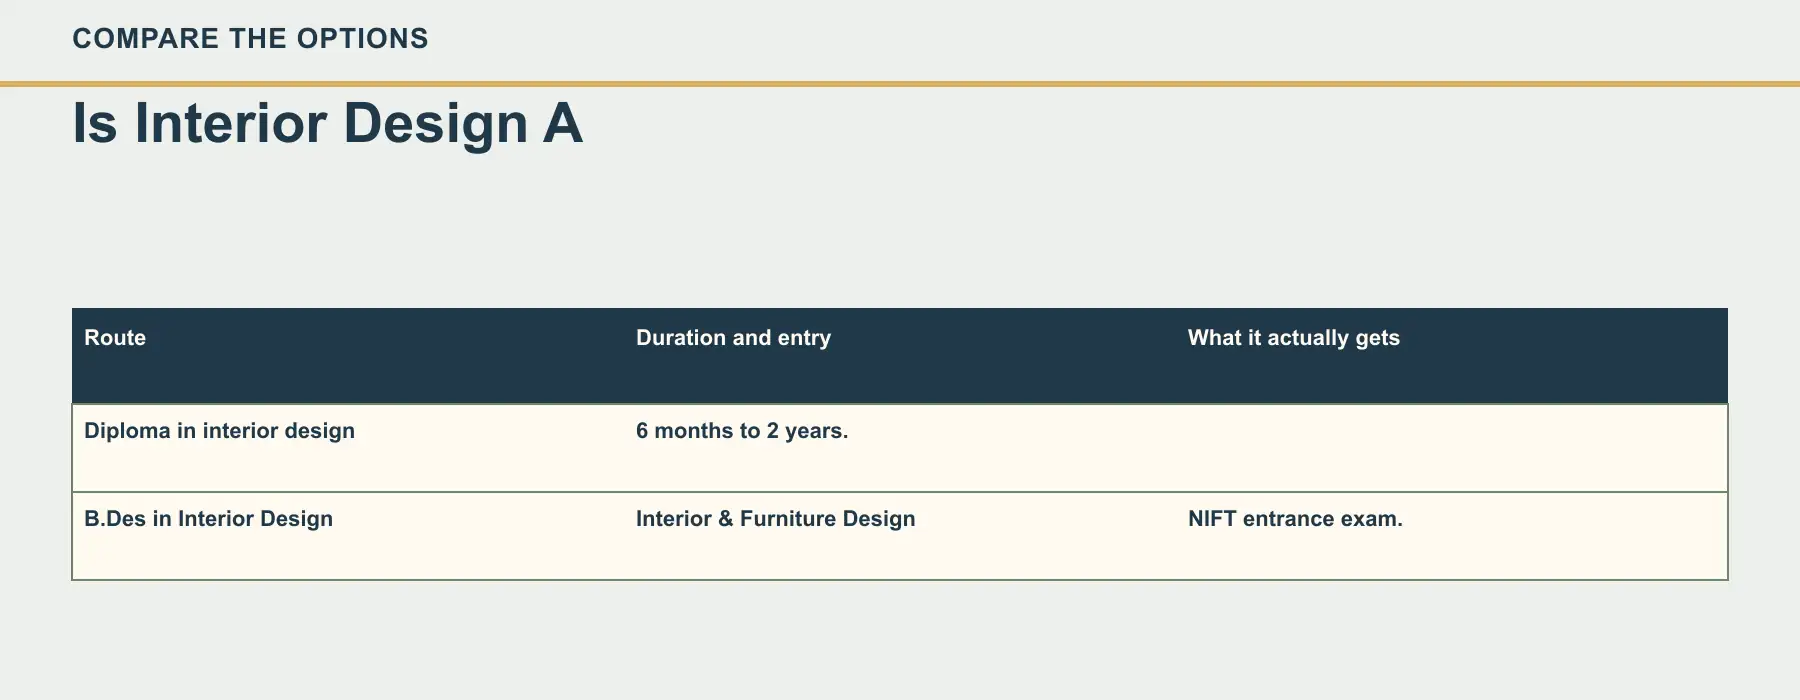 COMPARE THE OPTIONS
Is Interior Design A
Route Duration and entry What it actually gets
Diploma in interior design 6 months to 2 years.
B.Des in Interior Design Interior & Furniture Design NIFT entrance exam.